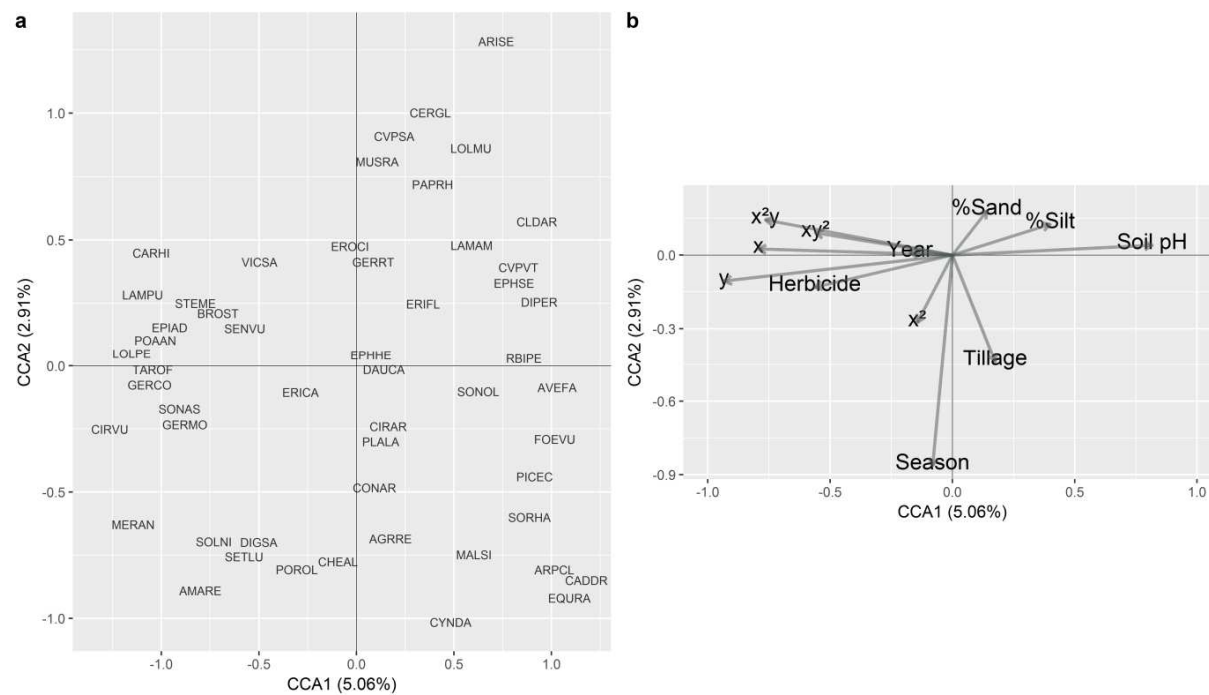 a
ARISE
1.0
CERGL
CVPSA
LOLMU
MUSRA
PAPRH
CLDAR
0.5
EROCI
LAMAM
CARHI
VICSA
GERRT
CVPVT
EPHSE
LAMPU
STEME
ERIFL
DIPER
BROST
EPIAD
SENVU
POAAN
LOLPE
EPHHE
RBIPE
0.0
TAROF
DAUCA
GERCO
ERICA
SONOL
AVEFA
SONAS
CIRVU
GERMO
CIRAR
PLALA
FOEVU
PICEC
CONAR
-0.5
SORHA
MERAN
SOLNI
DIGSA
AGRRE
SETLU
CHEAL
MALSI
POROL
ARPCL
CADDR
AMARE
EQURA
-1.0
CYNDA
-1.0 -0.5 0.0 0.5 1.0
CCA1 (5.06%)
CCA2 (2.91%)
b
%Sand
x²y
xy²
%Silt
x
Year
Soil pH
0.0
y
Herbicide
x²
-0.3
Tillage
-0.6
Season
-0.9
-1.0 -0.5 0.0 0.5 1.0
CCA1 (5.06%)
CCA2 (2.91%)